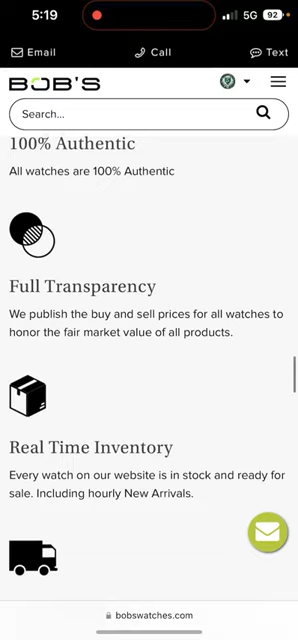 5:19
5G 92
Email Call Text
BOB'S
Search...
100% Authentic
All watches are 100% Authentic
Full Transparency
We publish the buy and sell prices for all watches to
honor the fair market value of all products.
Real Time Inventory
Every watch on our website is in stock and ready for
sale. Including hourly New Arrivals.
bobswatches.com